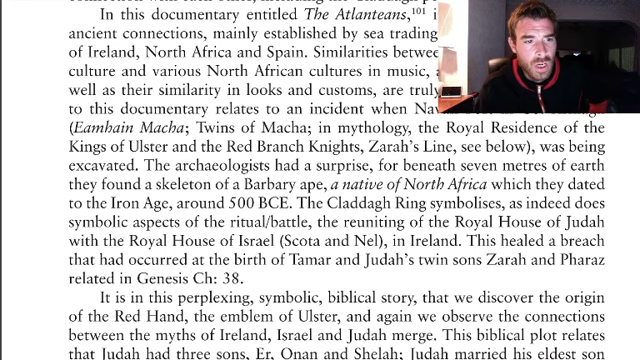 In this documentary entitled The Atlanteans,101 i
ancient connections, mainly established by sea trading
of Ireland, North Africa and Spain. Similarities betwee
culture and various North African cultures in music,
well as their similarity in looks and customs, are truly
to this documentary relates to an incident when Nav
(Eamhain Macha; Twins of Macha; in mythology, the Royal Residence of the
Kings of Ulster and the Red Branch Knights, Zarah's Line, see below), was being
excavated. The archaeologists had a surprise, for beneath seven metres of earth
they found a skeleton of a Barbary ape, a native of North Africa which they dated
to the Iron Age, around 500 BCE. The Claddagh Ring symbolises, as indeed does
symbolic aspects of the ritual/battle, the reuniting of the Royal House of Judah
with the Royal House of Israel (Scota and Nel), in Ireland. This healed a breach
that had occurred at the birth of Tamar and Judah's twin sons Zarah and Pharaz
related in Genesis Ch: 38.
It is in this perplexing, symbolic, biblical story, that we discover the origin
of the Red Hand, the emblem of Ulster, and again we observe the connections
between the myths of Ireland, Israel and Judah merge. This biblical plot relates
that Judah had three sons, Er, Onan and Shelah; Judah married his eldest son